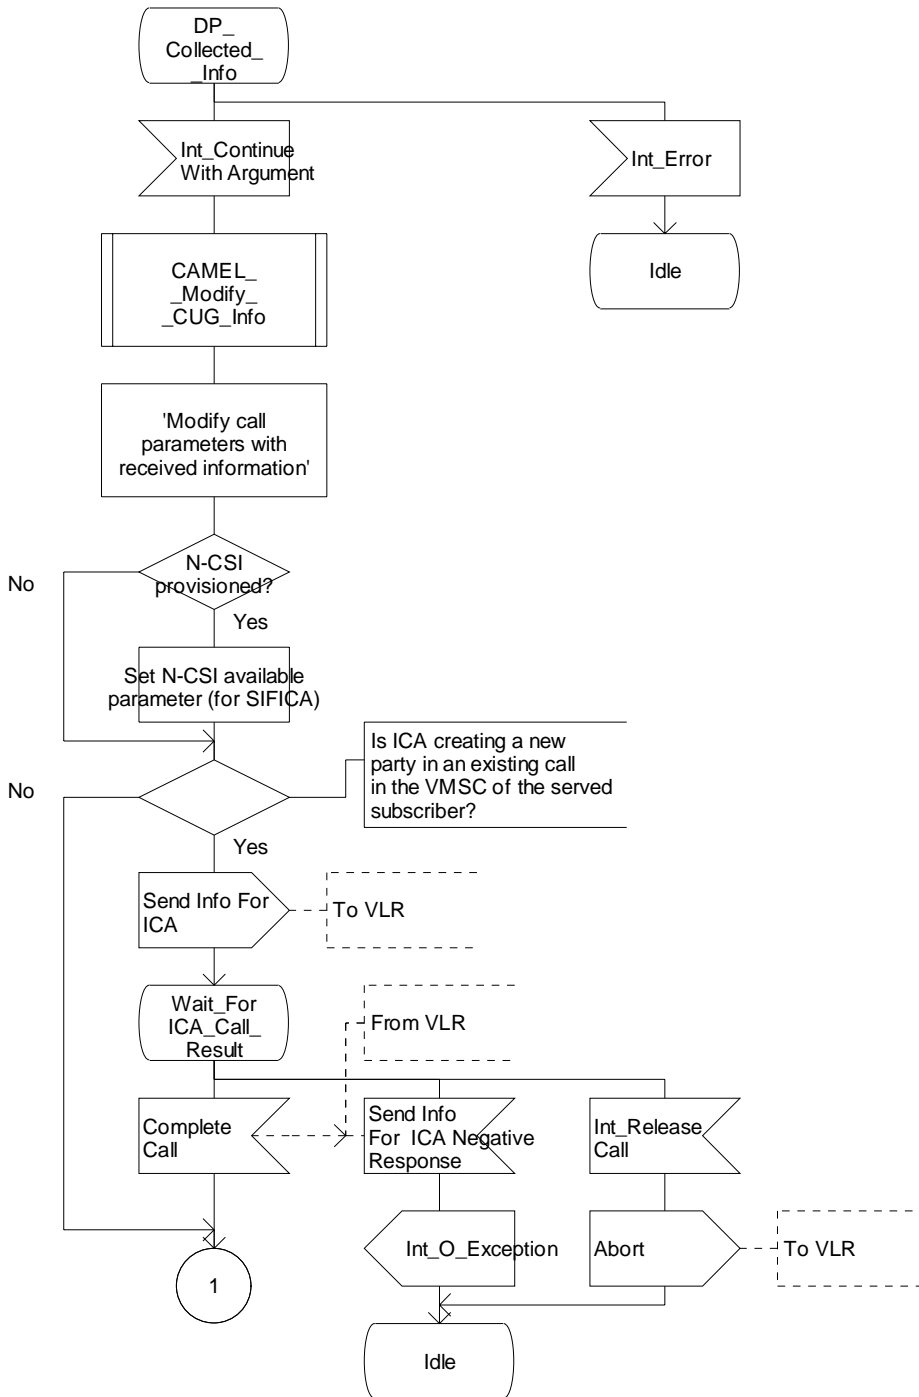 DP_
Collected_
_Info
Int_Continue
With Argument
Int_Error
CAMEL_
_Modify_
_CUG_Info
Idle
'Modify call
parameters with
received information'
N-CSI
provisioned?
No
Yes
Set N-CSI available
parameter (for SIFICA)
Is ICA creating a new
party in an existing call
in the VMSC of the served
subscriber?
No
Yes
Send Info For
ICA
To VLR
Wait_For
ICA_Call_
Result
From VLR
Complete
Call
Send Info
For ICA Negative
Response
Int_Release
Call
Int_O_Exception
Abort
To VLR
1
Idle